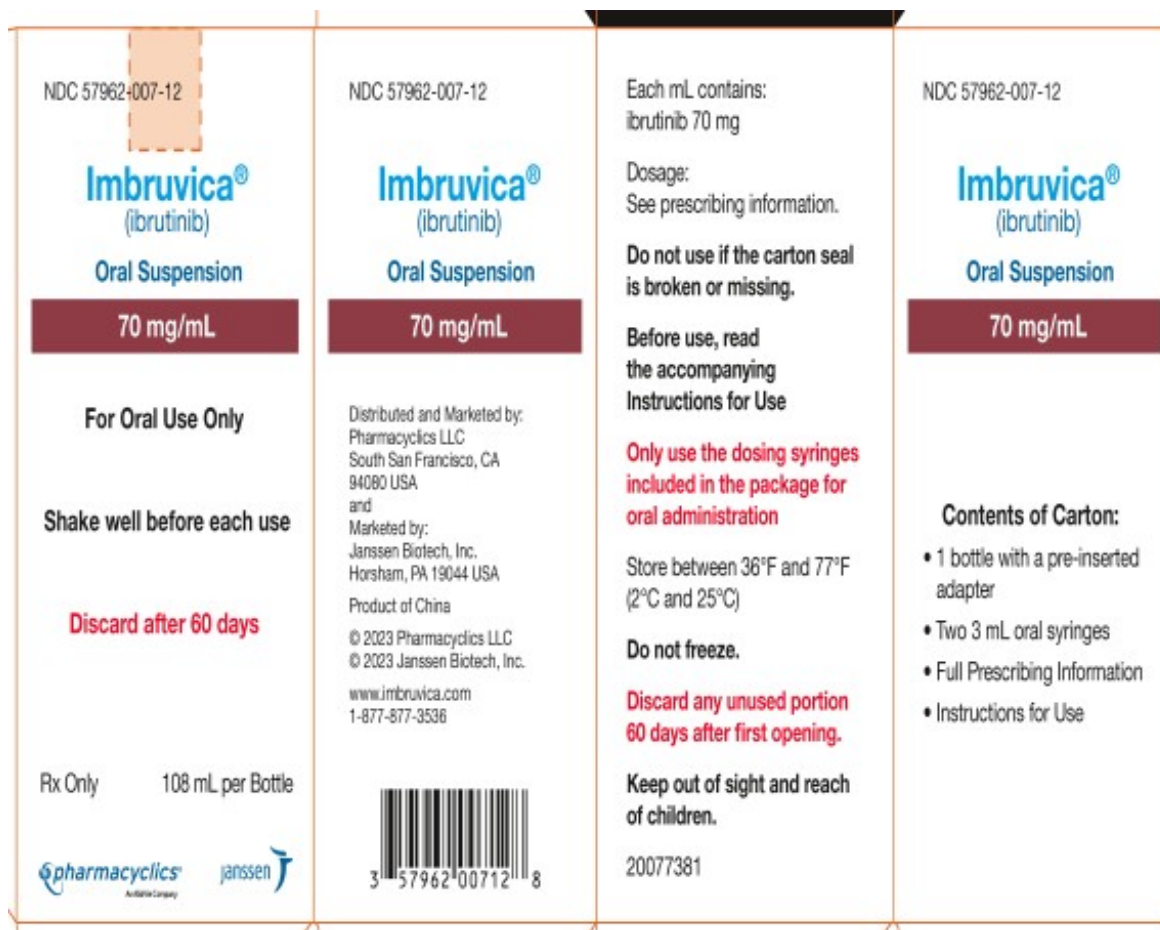 NDC 57962-007-12
Imbruvica®
(ibrutinib)
Oral Suspension
70 mg/mL
For Oral Use Only
Shake well before each use
Discard after 60 days
Rx Only 108 mL per Bottle
pharmacyclics®
An AbbVie Company
janssen
NDC 57962-007-12
Imbruvica®
(ibrutinib)
Oral Suspension
70 mg/mL
Distributed and Marketed by:
Pharmacyclics LLC
South San Francisco, CA
94080 USA
and
Marketed by:
Janssen Biotech, Inc.
Horsham, PA 19044 USA
Product of China
© 2023 Pharmacyclics LLC
© 2023 Janssen Biotech, Inc.
www.imbruvica.com
1-877-877-3536
3 57962 00712 8
Each mL contains:
ibrutinib 70 mg
Dosage:
See prescribing information.
Do not use if the carton seal
is broken or missing.
Before use, read
the accompanying
Instructions for Use
Only use the dosing syringes
included in the package for
oral administration
Store between 36°F and 77°F
(2°C and 25°C)
Do not freeze.
Discard any unused portion
60 days after first opening.
Keep out of sight and reach
of children.
20077381
NDC 57962-007-12
Imbruvica®
(ibrutinib)
Oral Suspension
70 mg/mL
Contents of Carton:
• 1 bottle with a pre-inserted
adapter
• Two 3 mL oral syringes
• Full Prescribing Information
• Instructions for Use